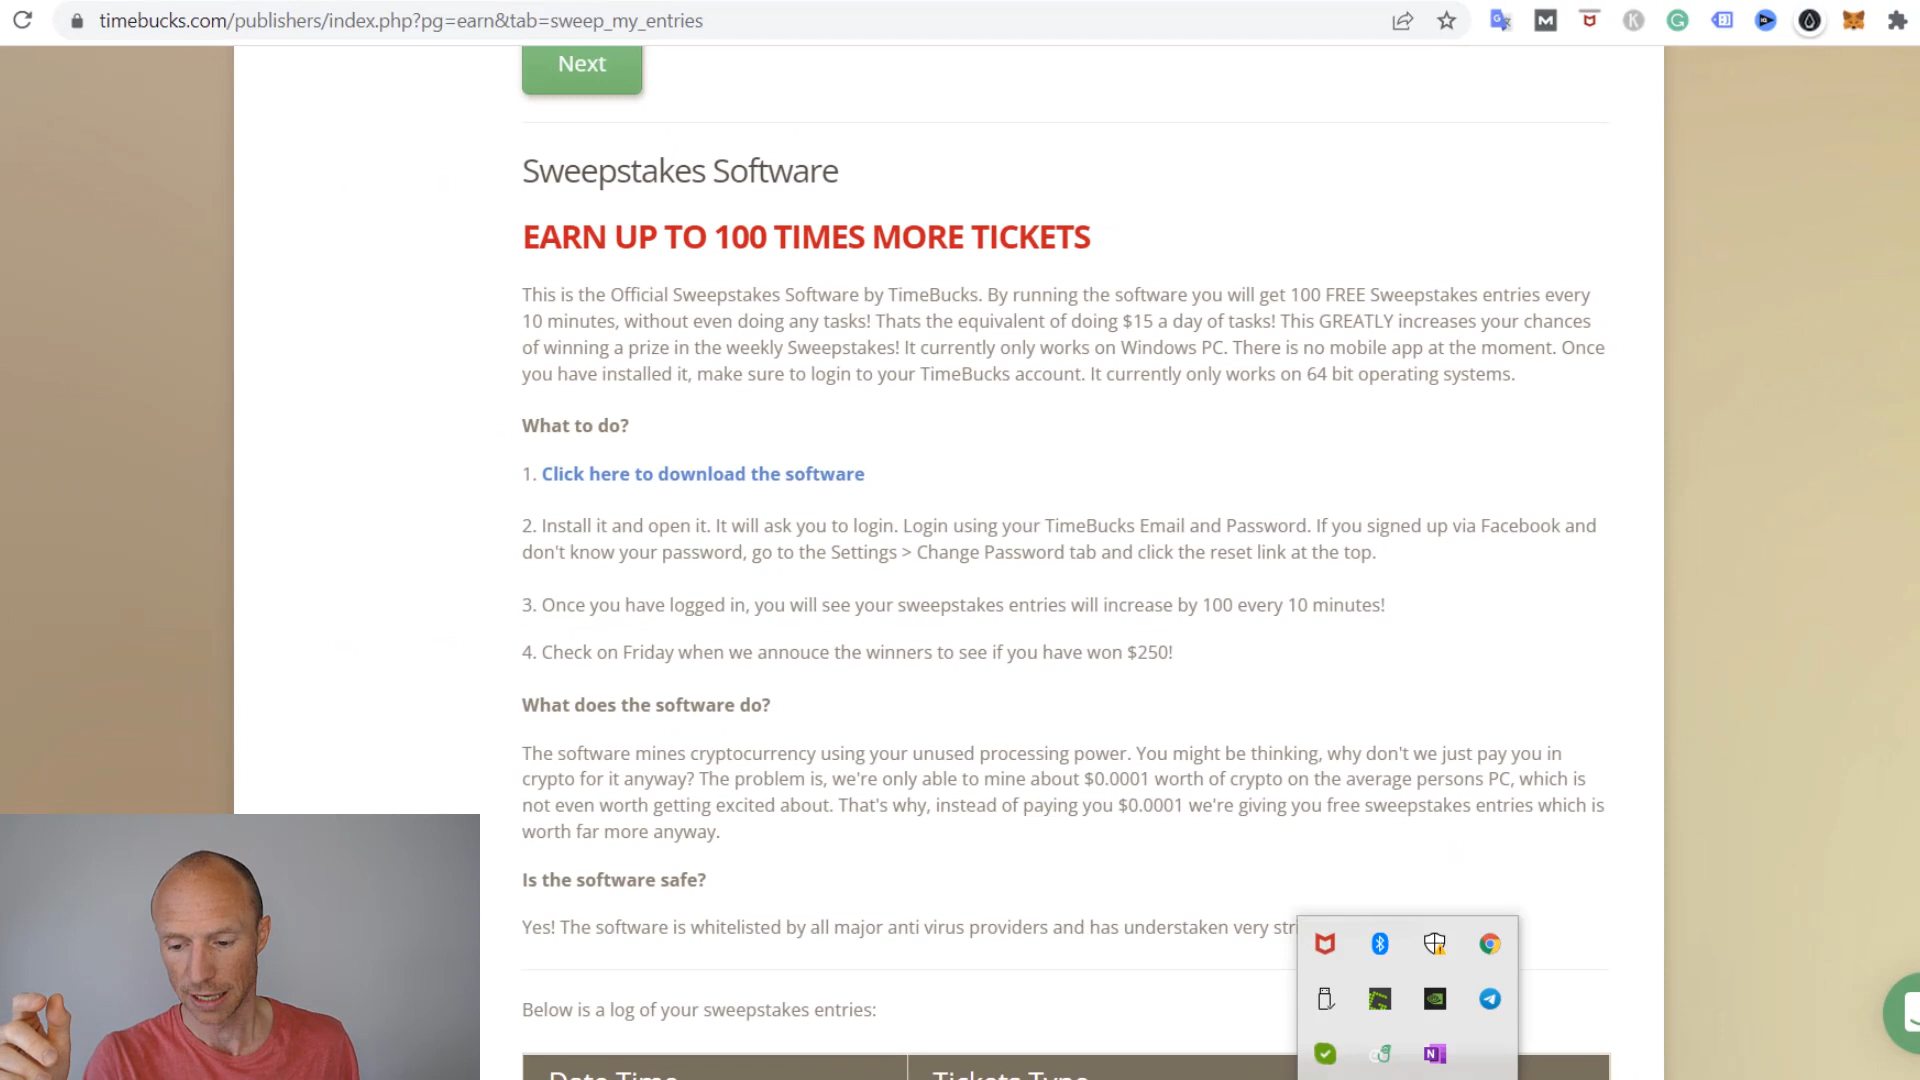 timebucks.com/publishers/index.php?pg=earn&tab=sweep_my_entries
Next
Sweepstakes Software
EARN UP TO 100 TIMES MORE TICKETS
This is the Official Sweepstakes Software by TimeBucks. By running the software you will get 100 FREE Sweepstakes entries every
10 minutes, without even doing any tasks! Thats the equivalent of doing $15 a day of tasks! This GREATLY increases your chances
of winning a prize in the weekly Sweepstakes! It currently only works on Windows PC. There is no mobile app at the moment. Once
you have installed it, make sure to login to your TimeBucks account. It currently only works on 64 bit operating systems.
What to do?
1. Click here to download the software
2. Install it and open it. It will ask you to login. Login using your TimeBucks Email and Password. If you signed up via Facebook and
don't know your password, go to the Settings > Change Password tab and click the reset link at the top.
3. Once you have logged in, you will see your sweepstakes entries will increase by 100 every 10 minutes!
4. Check on Friday when we annouce the winners to see if you have won $250!
What does the software do?
The software mines cryptocurrency using your unused processing power. You might be thinking, why don't we just pay you in
crypto for it anyway? The problem is, we're only able to mine about $0.0001 worth of crypto on the average persons PC, which is
not even worth getting excited about. That's why, instead of paying you $0.0001 we're giving you free sweepstakes entries which is
worth far more anyway.
Is the software safe?
Yes! The software is whitelisted by all major anti virus providers and has understaken very
Below is a log of your sweepstakes entries:
Date Time
Tickets Type